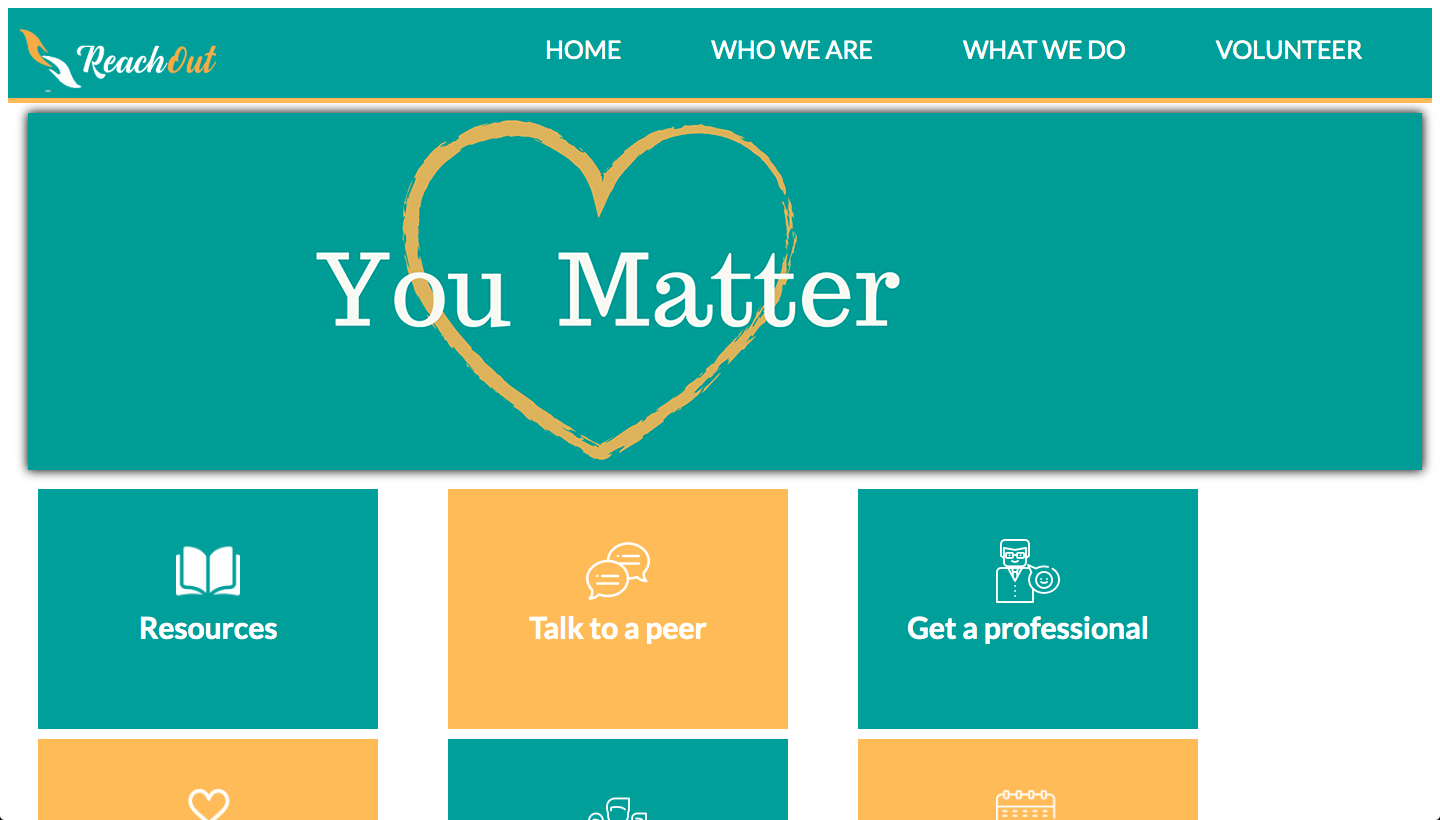 ReachOut
HOME WHO WE ARE WHAT WE DO VOLUNTEER
You Matter
Resources
Talk to a peer
Get a professional